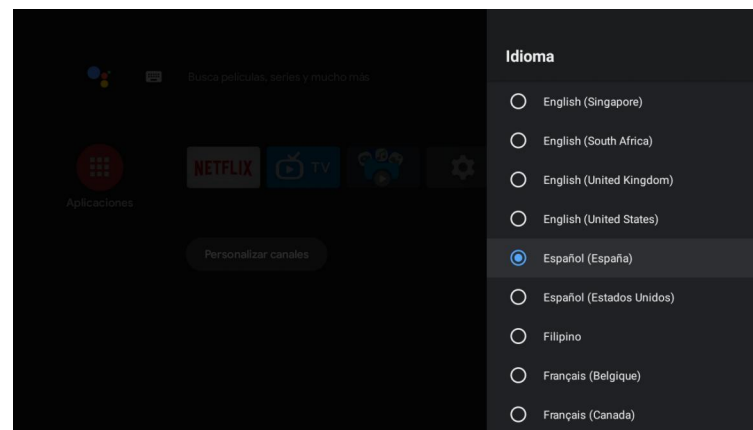 Idioma
Busca películas, series y mucho más
English (Singapore)
English (South Africa)
English (United Kingdom)
NETFLIX
TV
Aplicaciones
English (United States)
Personalizar canales
Español (España)
Español (Estados Unidos)
Filipino
Français (Belgique)
Français (Canada)